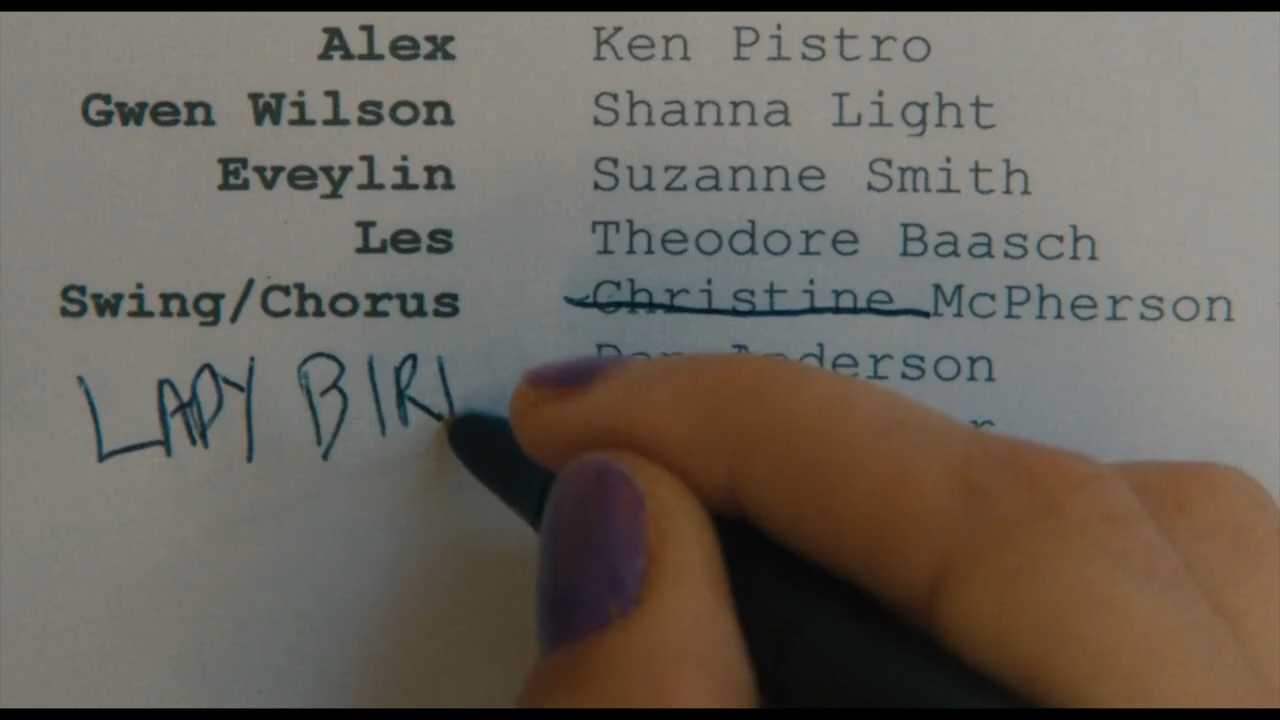 Alex Ken Pistro
Gwen Wilson Shanna Light
Eveylin Suzanne Smith
Les Theodore Baasch
Swing/Chorus Christine McPherson
LADY BIRI